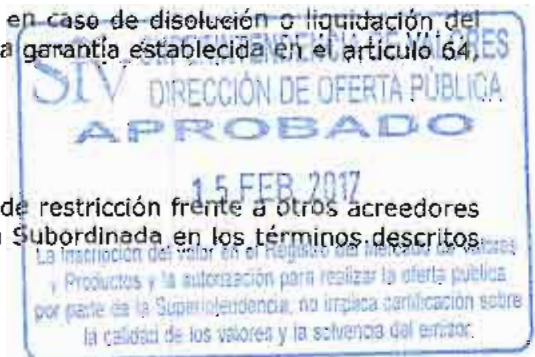 en caso de disolución o liquidación del
a garantía establecida en el artículo 64,
SUPERINTENDENCIA DE VALORES
SIV DIRECCIÓN DE OFERTA PÚBLICA
APROBADO
15 FEB 2017
de restricción frente a otros acreedores
Subordinada en los términos descritos
La inscripción del valor en el Registro del Mercado de Valores
y Productos y la autorización para realizar la oferta pública
por parte de la Superintendencia, no implica certificación sobre
la calidad de los valores y la solvencia del emisor.